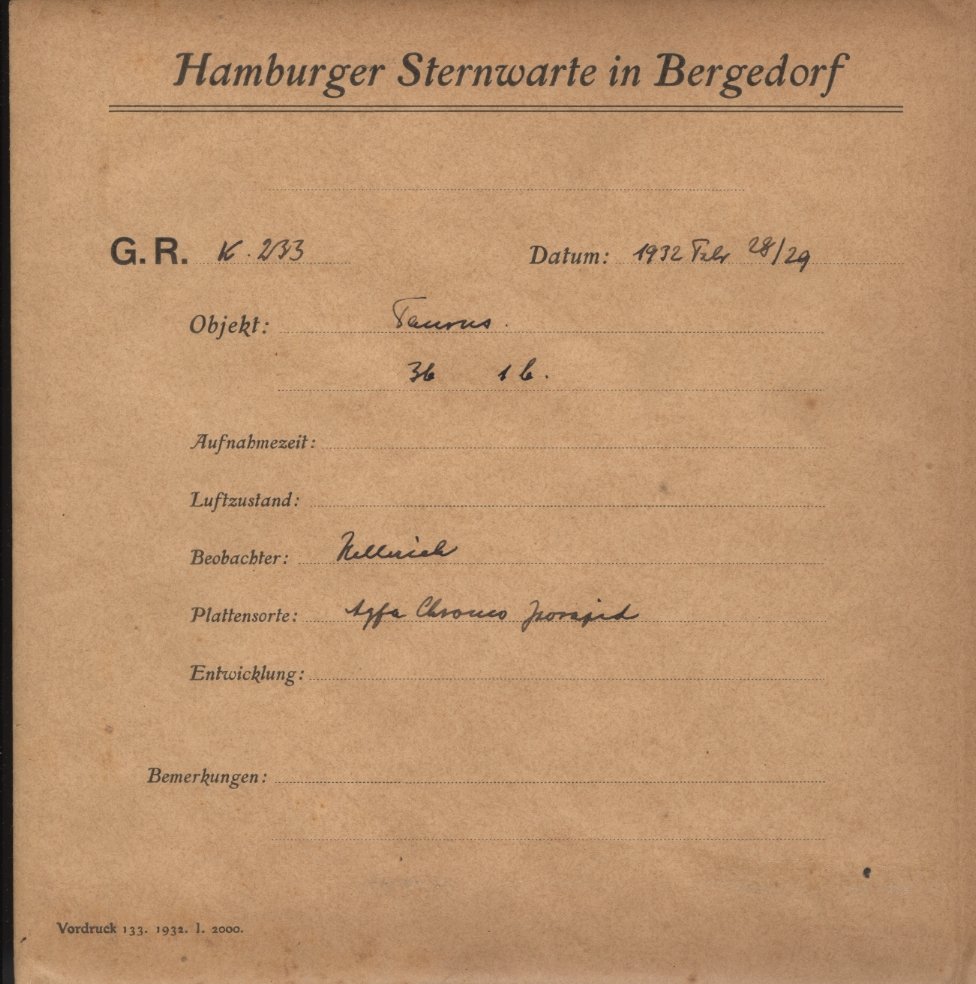 Hamburger Sternwarte in Bergedorf
G. R. K. 233 Datum: 1932 Febr 28/29
Objekt: Taurus.
36 1 b.
Aufnahmezeit:
Luftzustand:
Beobachter: Hellerich
Plattensorte: Agfa Chromo Isorapid
Entwicklung:
Bemerkungen:
Vordruck 133. 1932. I. 2000.